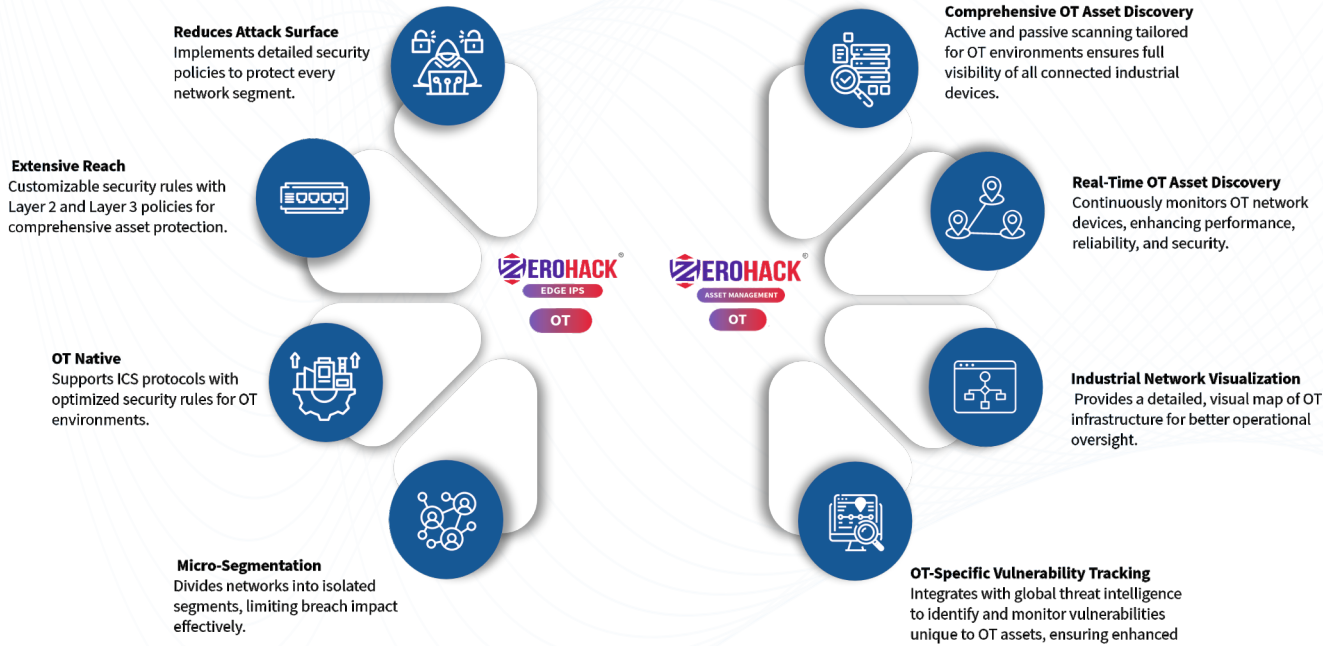 Reduces Attack Surface
Implements detailed security
policies to protect every
network segment.
Extensive Reach
Customizable security rules with
Layer 2 and Layer 3 policies for
comprehensive asset protection.
OT Native
Supports ICS protocols with
optimized security rules for OT
environments.
Micro-Segmentation
Divides networks into isolated
segments, limiting breach impact
effectively.
ZEROHACK®
EDGE IPS
OT
ZEROHACK®
ASSET MANAGEMENT
OT
Comprehensive OT Asset Discovery
Active and passive scanning tailored
for OT environments ensures full
visibility of all connected industrial
devices.
Real-Time OT Asset Discovery
Continuously monitors OT network
devices, enhancing performance,
reliability, and security.
Industrial Network Visualization
Provides a detailed, visual map of OT
infrastructure for better operational
oversight.
OT-Specific Vulnerability Tracking
Integrates with global threat intelligence
to identify and monitor vulnerabilities
unique to OT assets, ensuring enhanced